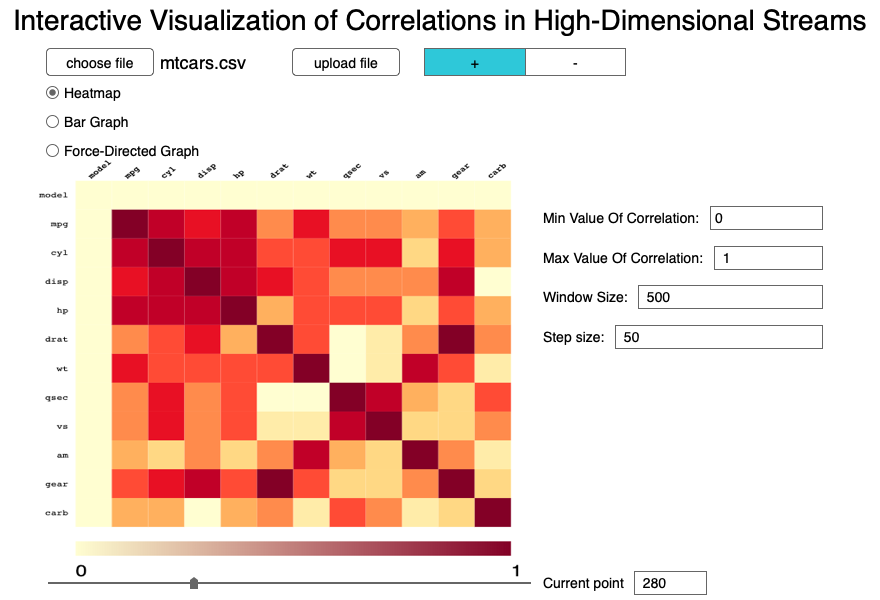 Interactive Visualization of Correlations in High-Dimensional Streams
choose file mtcars.csv upload file + -
Heatmap
Bar Graph
Force-Directed Graph
model mpg cyl disp hp drat wt qsec vs am gear carb
model
mpg
cyl
disp
hp
drat
wt
qsec
vs
am
gear
carb
0 1
Min Value Of Correlation: 0
Max Value Of Correlation: 1
Window Size: 500
Step size: 50
Current point 280